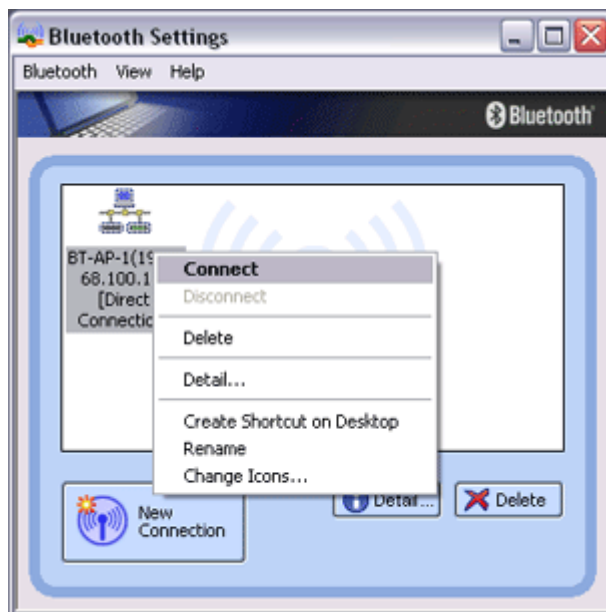 Bluetooth Settings
Bluetooth View Help
Bluetooth
BT-AP-1(19
68.100.1
[Direct
Connectio
Connect
Disconnect
Delete
Detail...
Create Shortcut on Desktop
Rename
Change Icons...
New
Connection
Detail...
Delete